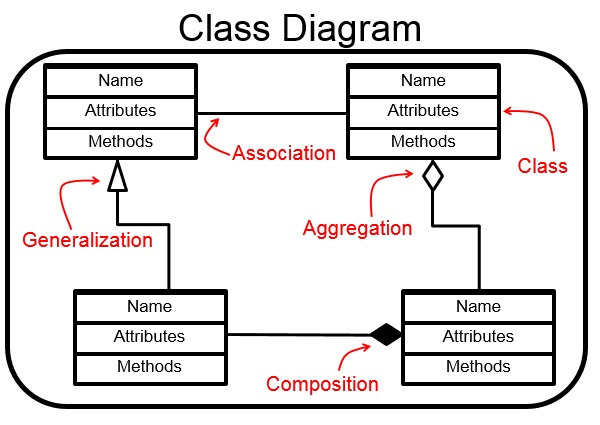 Class Diagram
Name
Attributes
Methods
Name
Attributes
Methods
Association
Class
Generalization
Aggregation
Name
Attributes
Methods
Name
Attributes
Methods
Composition